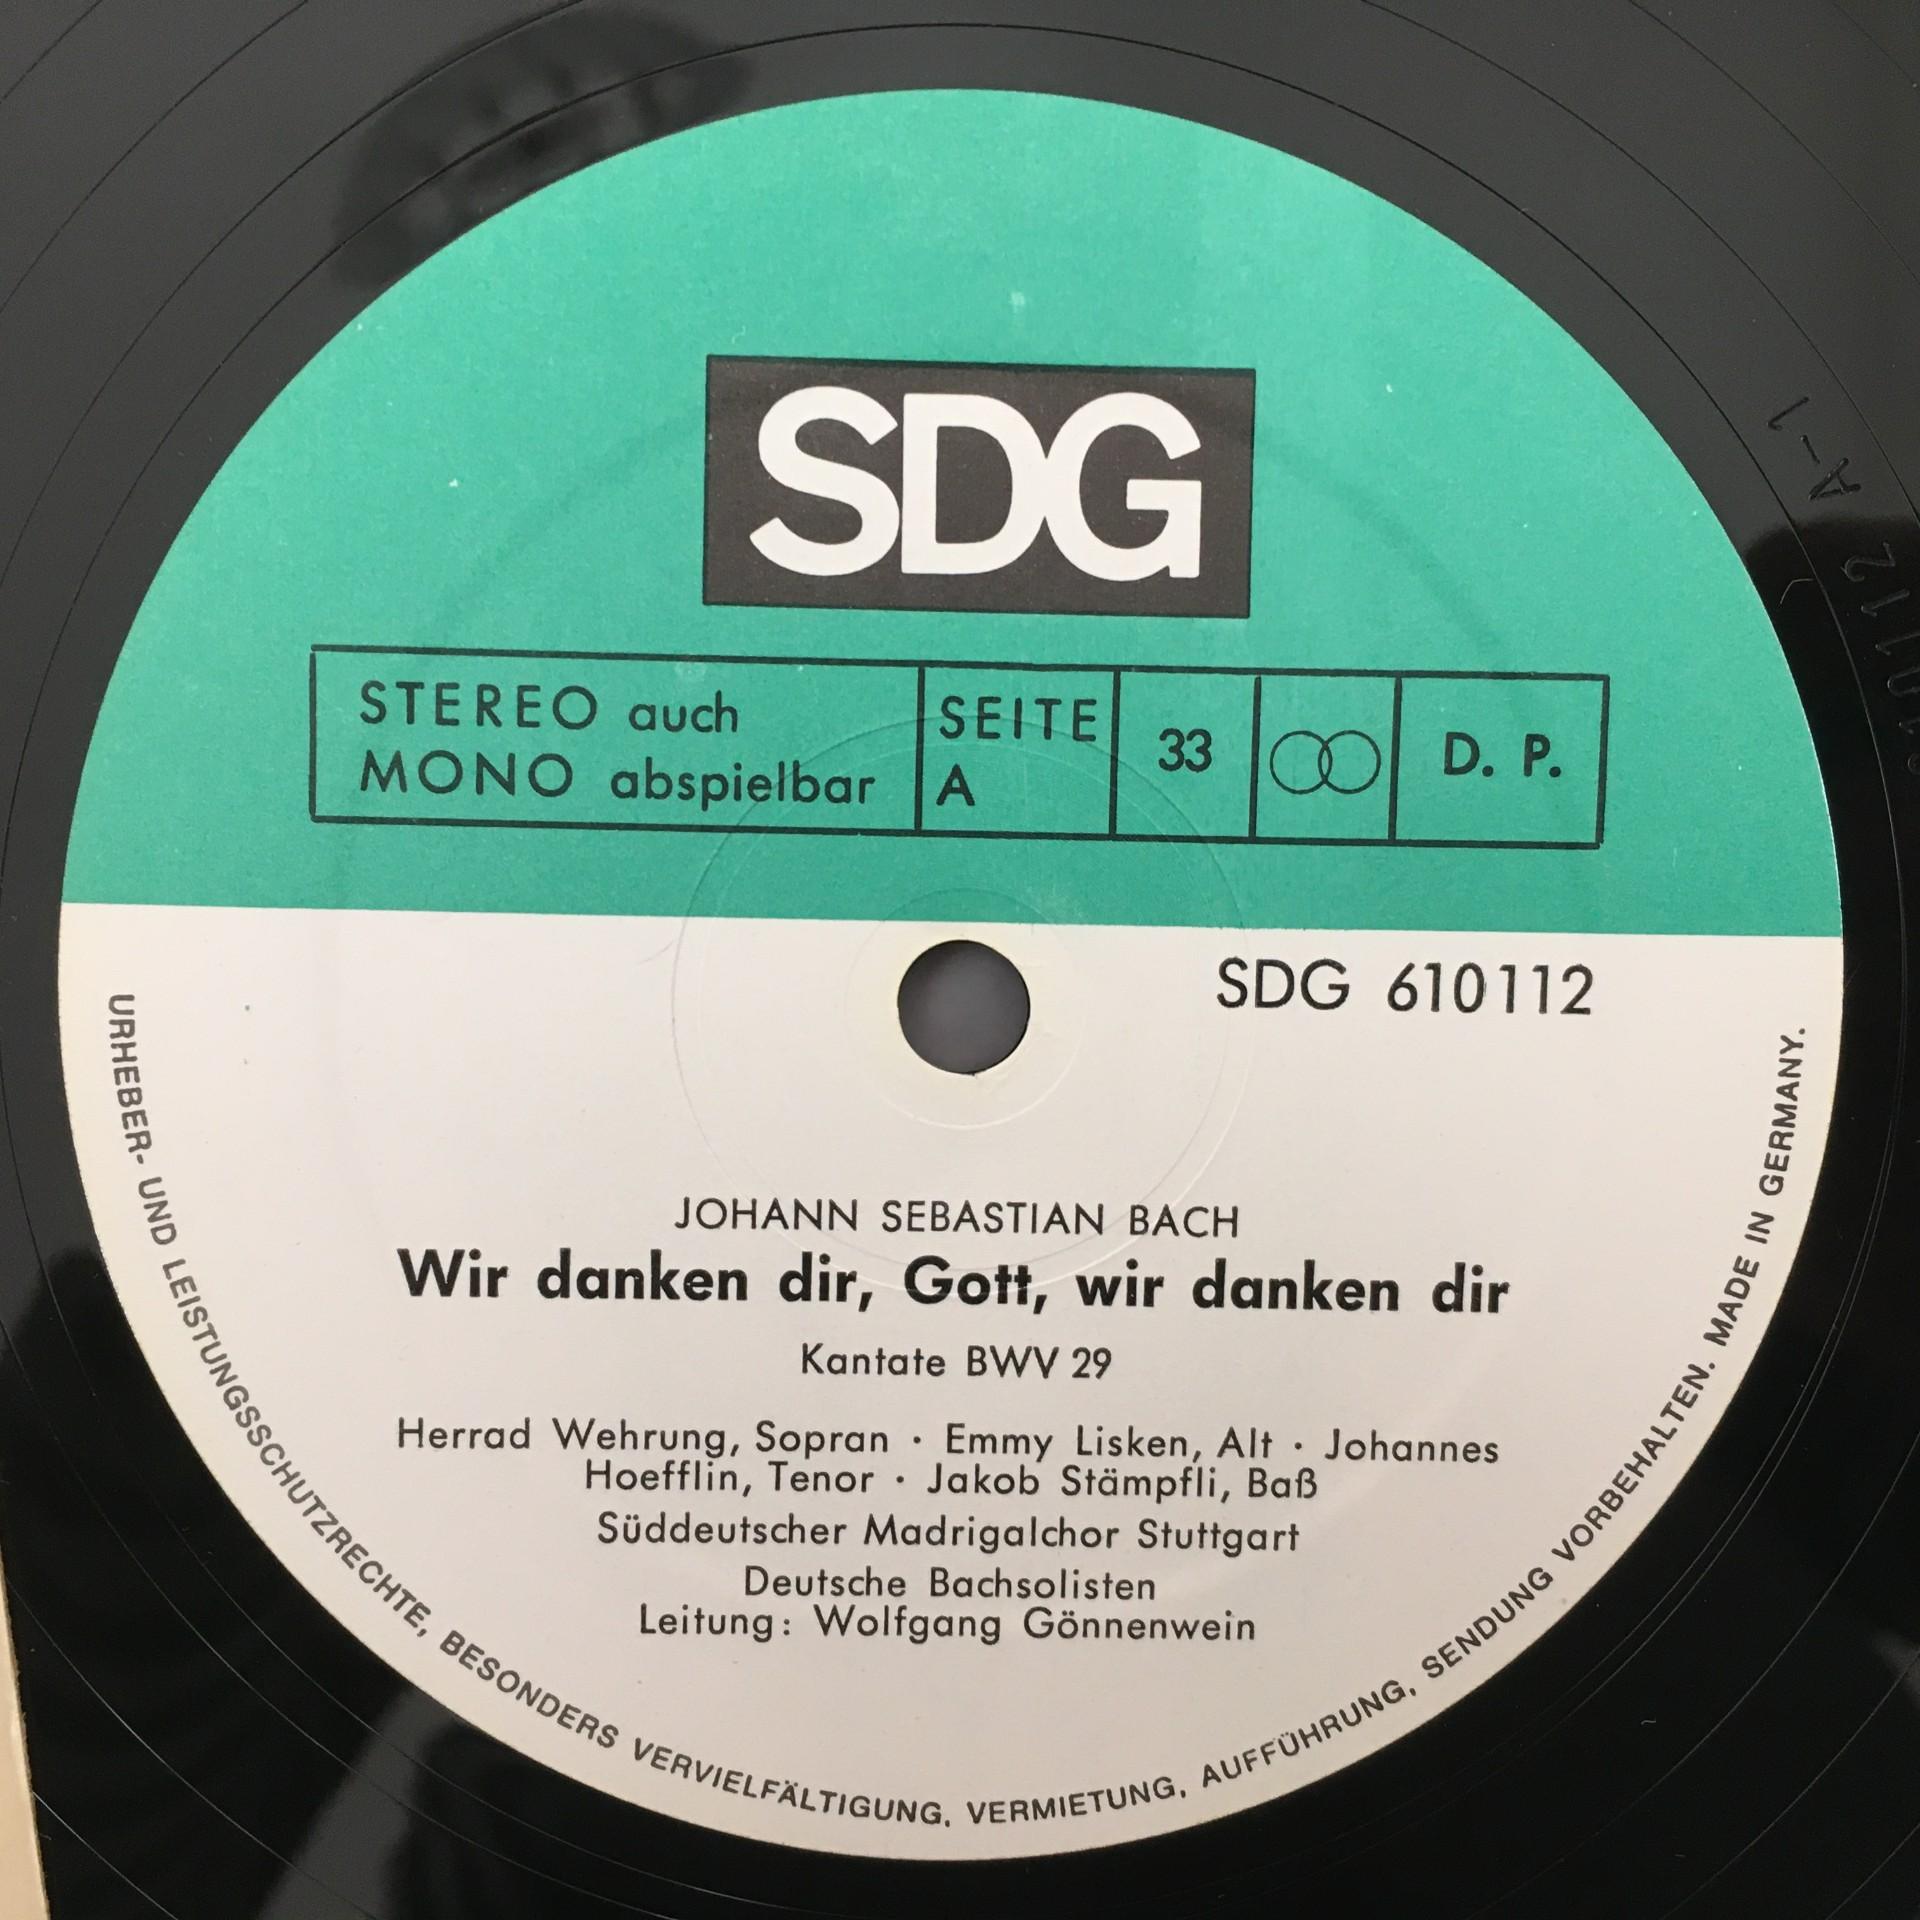 SDG
STEREO auch
MONO abspielbar
SEITE
A
33
D. P.
SDG 610112
JOHANN SEBASTIAN BACH
Wir danken dir, Gott, wir danken dir
Kantate BWV 29
Herrad Wehrung, Sopran · Emmy Lisken, Alt · Johannes
Hoefflin, Tenor · Jakob Stämpfli, Baß
Süddeutscher Madrigalchor Stuttgart
Deutsche Bachsolisten
Leitung: Wolfgang Gönnenwein
URHEBER- UND LEISTUNGSSCHUTZRECHTE, BESONDERS VERVIELFÄLTIGUNG, VERMIETUNG, AUFFÜHRUNG, SENDUNG VORBEHALTEN. MADE IN GERMANY.
A-1